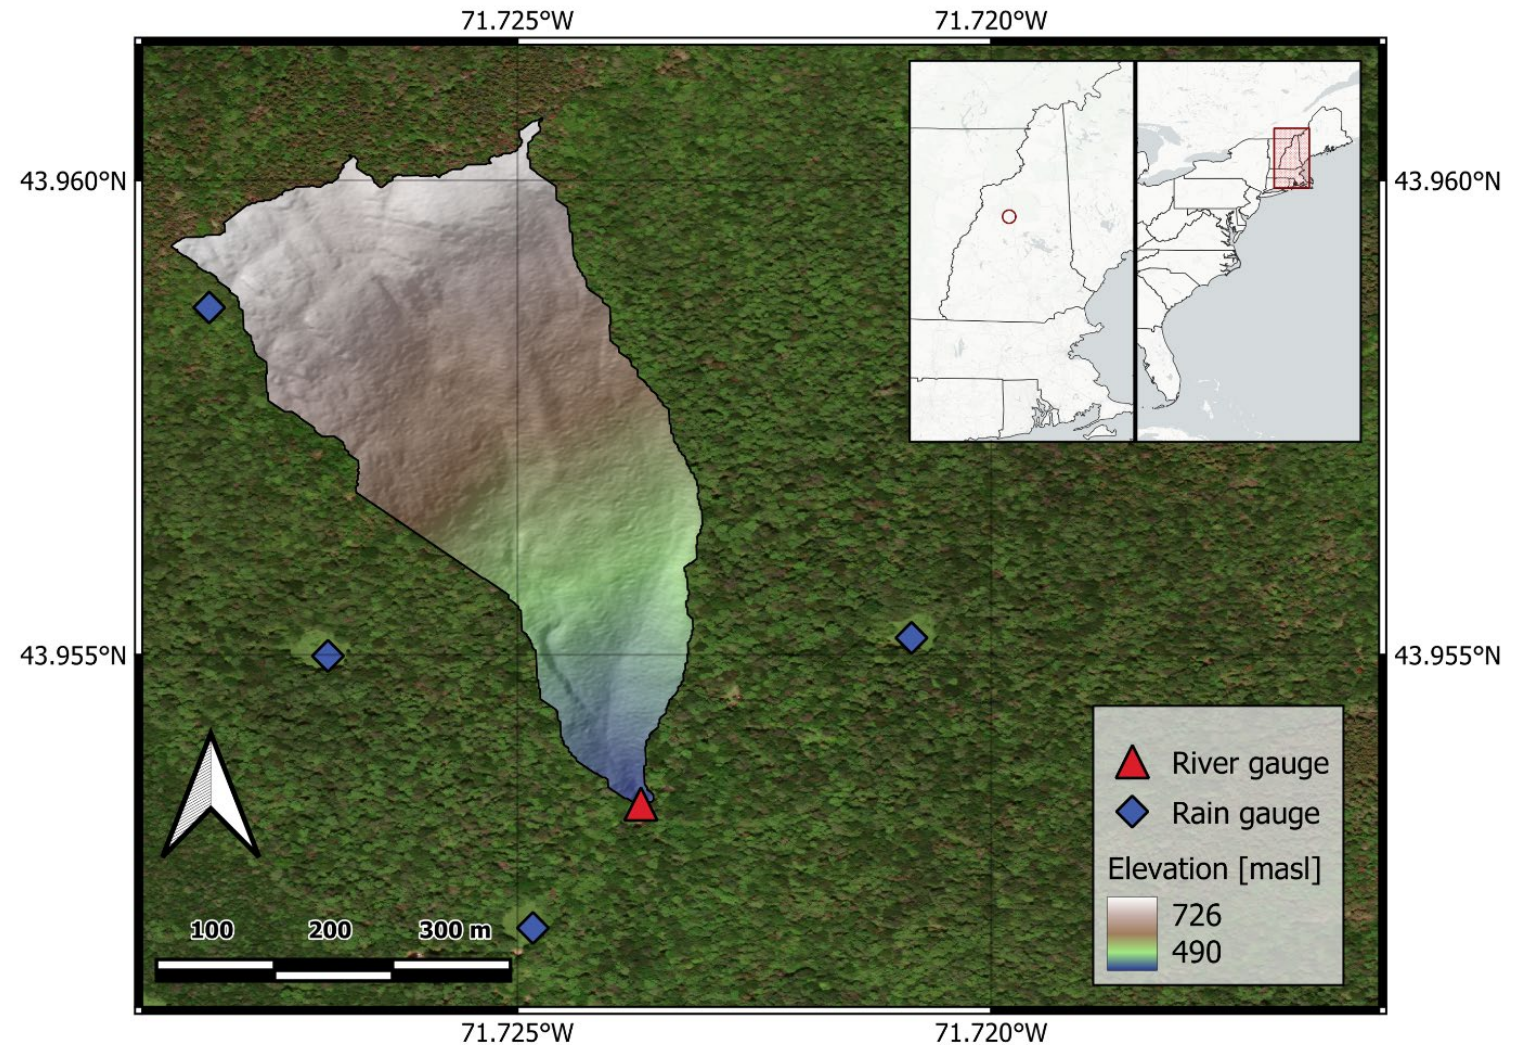 71.725°W
71.720°W
43.960°N
43.960°N
43.955°N
43.955°N
River gauge
Rain gauge
Elevation [masl]
726
490
100 200 300 m
71.725°W
71.720°W